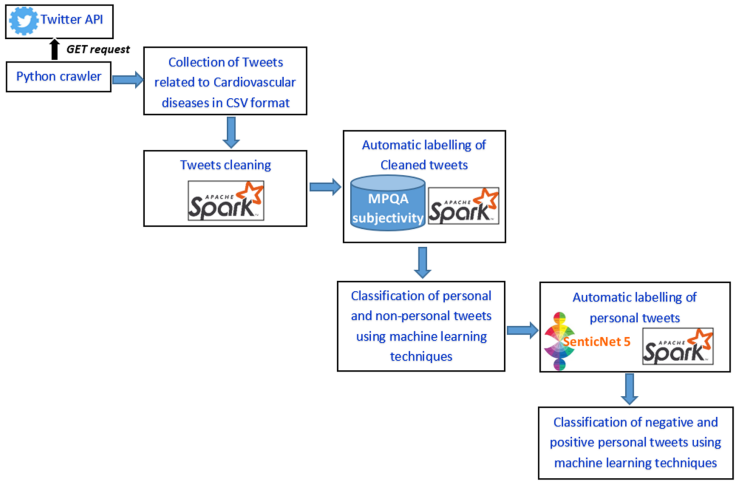 Twitter API
GET request
Python crawler
Collection of Tweets
related to Cardiovascular
diseases in CSV format
Tweets cleaning
APACHE
Spark
Automatic labelling of
Cleaned tweets
MPQA
subjectivity
APACHE
Spark
Classification of personal
and non-personal tweets
using machine learning
techniques
Automatic labelling of
personal tweets
SenticNet 5
APACHE
Spark
Classification of negative and
positive personal tweets using
machine learning techniques